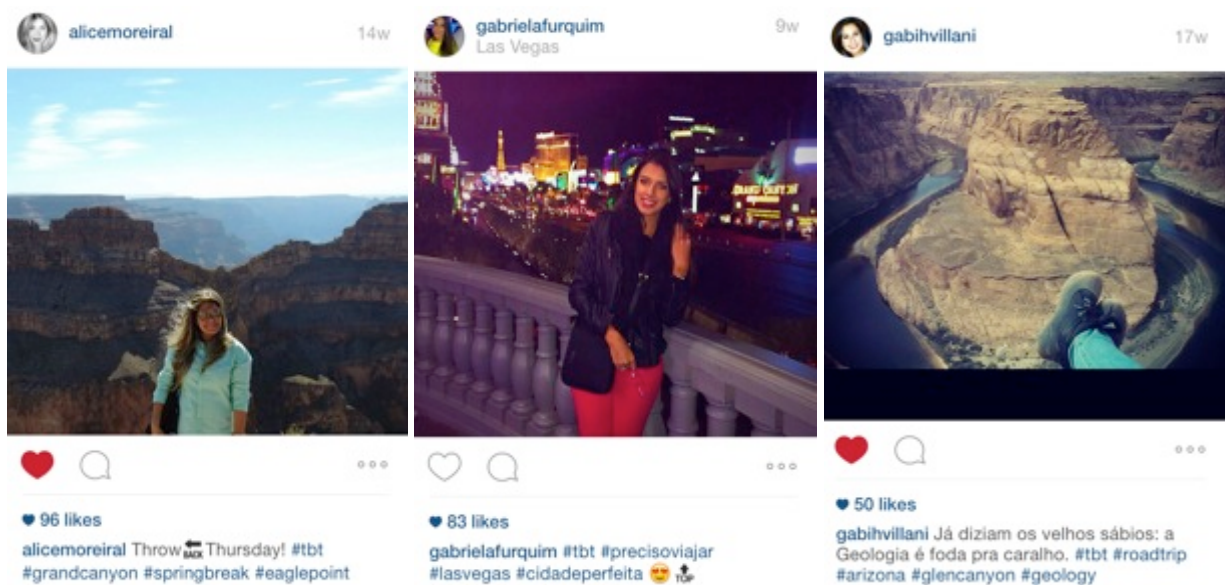 alicemoreiral
14w
96 likes
alicemoreiral Throw BACK Thursday! #tbt
#grandcanyon #springbreak #eaglepoint
gabrielafurquim
Las Vegas
9w
83 likes
gabrielafurquim #tbt #precisoviajar
#lasvegas #cidadeperfeita 😍 TOP
gabihvillani
17w
50 likes
gabihvillani Já diziam os velhos sábios: a
Geologia é foda pra caralho. #tbt #roadtrip
#arizona #glencanyon #geology